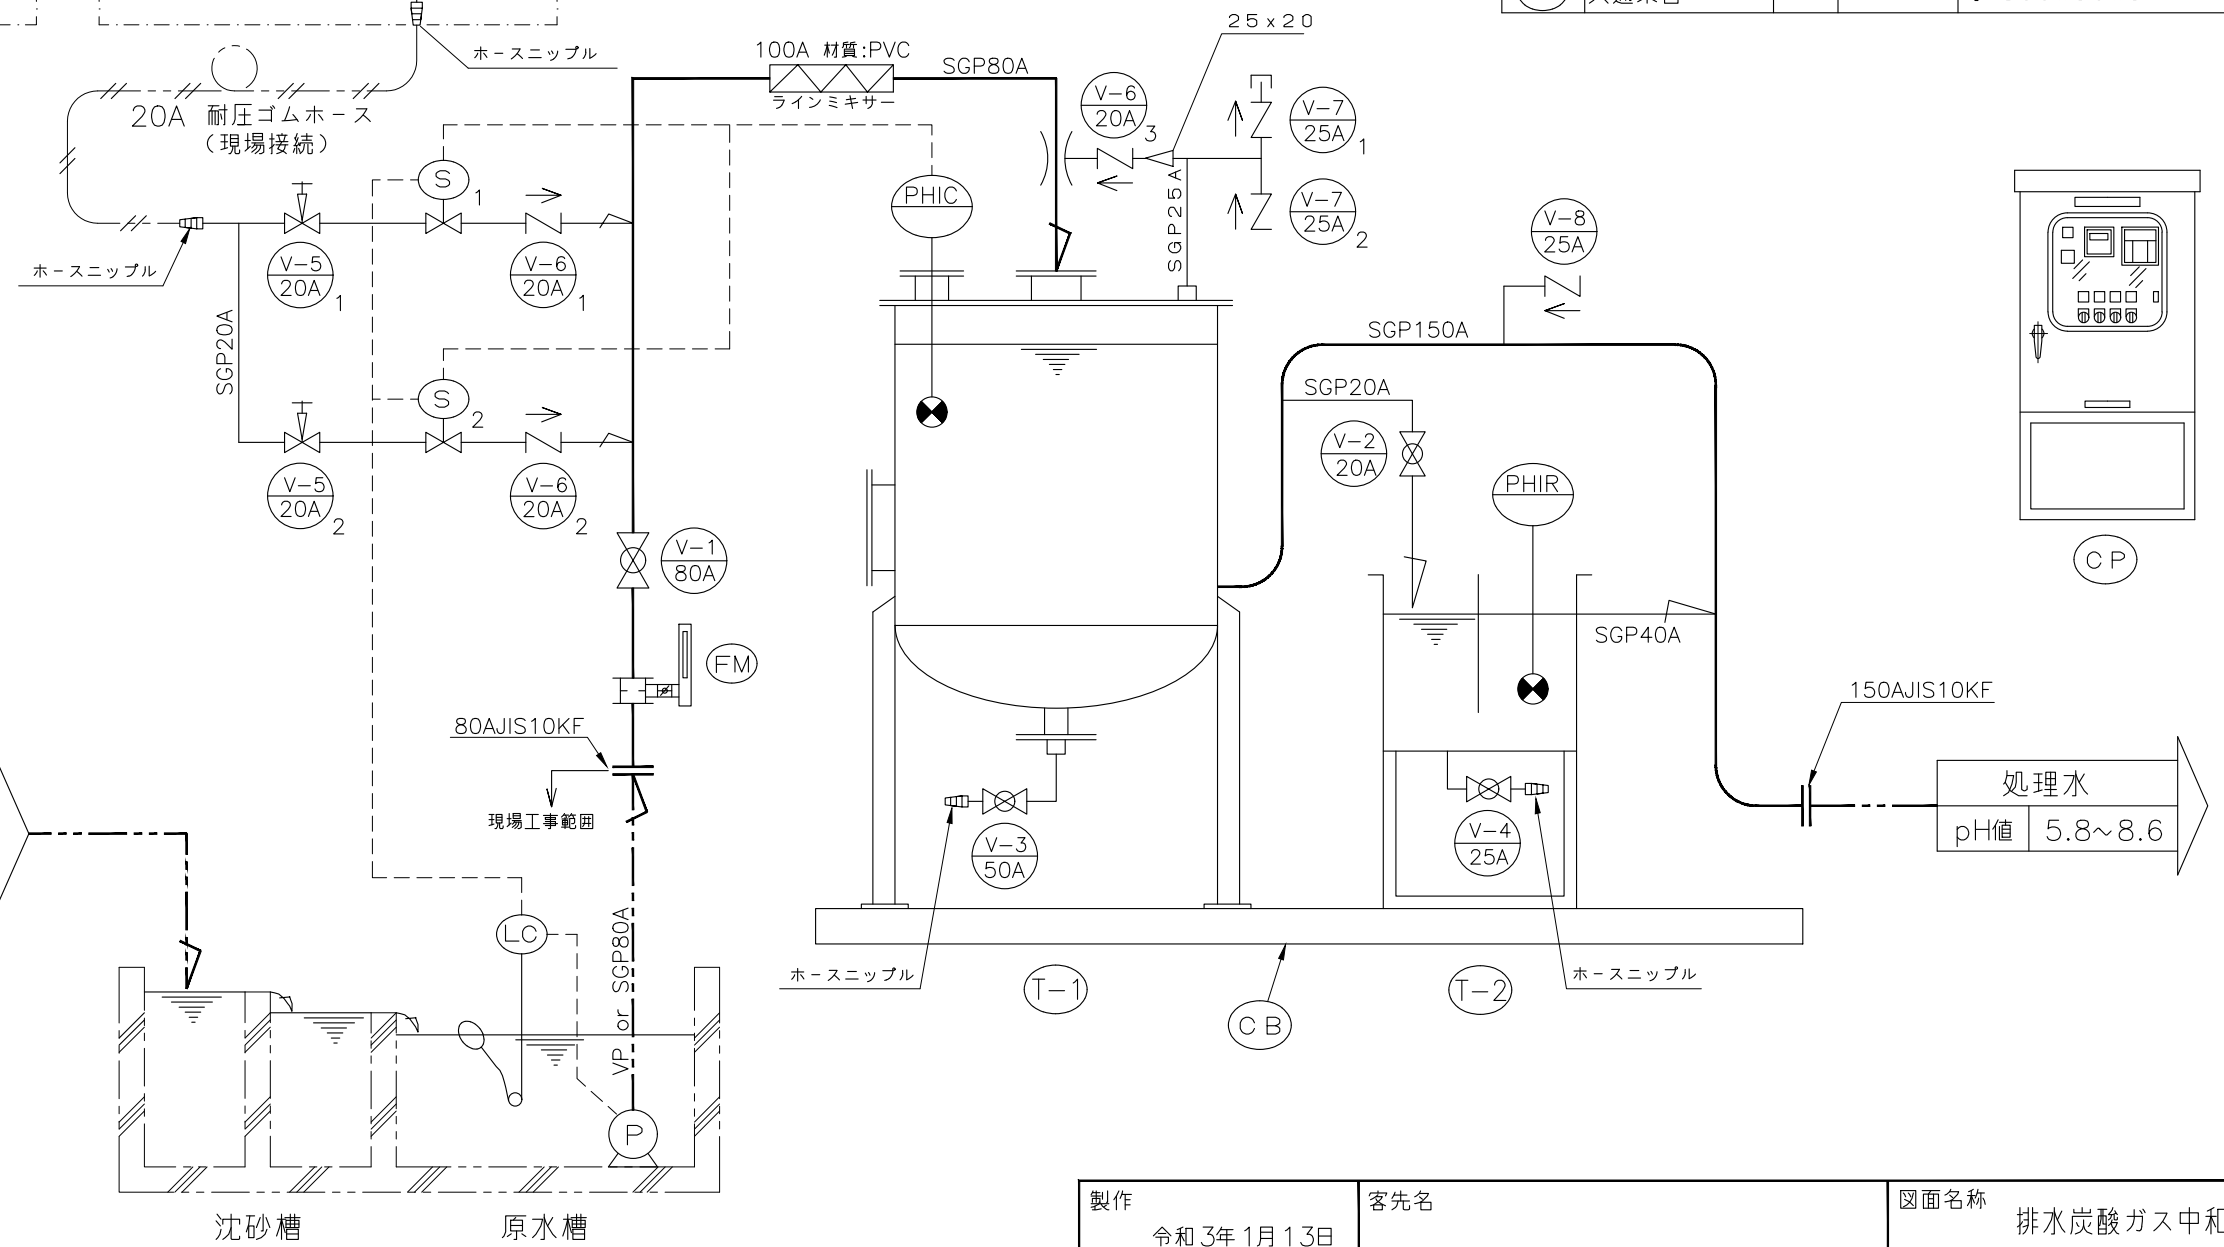 ホースニップル
20A 耐圧ゴムホース
(現場接続)
100A 材質:PVC
ラインミキサー
SGP80A
25x20
V-6
20A
3
V-7
25A
1
V-7
25A
2
SGP25A
V-8
25A
S
1
PHIC
ホースニップル
V-5
20A
1
V-6
20A
1
SGP20A
S
2
V-5
20A
2
V-6
20A
2
SGP150A
SGP20A
V-2
20A
PHIR
V-1
80A
CP
FM
SGP40A
80AJIS10KF
現場工事範囲
150AJIS10KF
処理水
pH値 5.8~8.6
V-3
50A
V-4
25A
LC
VP or SGP80A
ホースニップル
T-1
CB
T-2
ホースニップル
P
沈砂槽
原水槽
製作
令和3年1月13日
客先名
図面名称
排水炭酸ガス中和